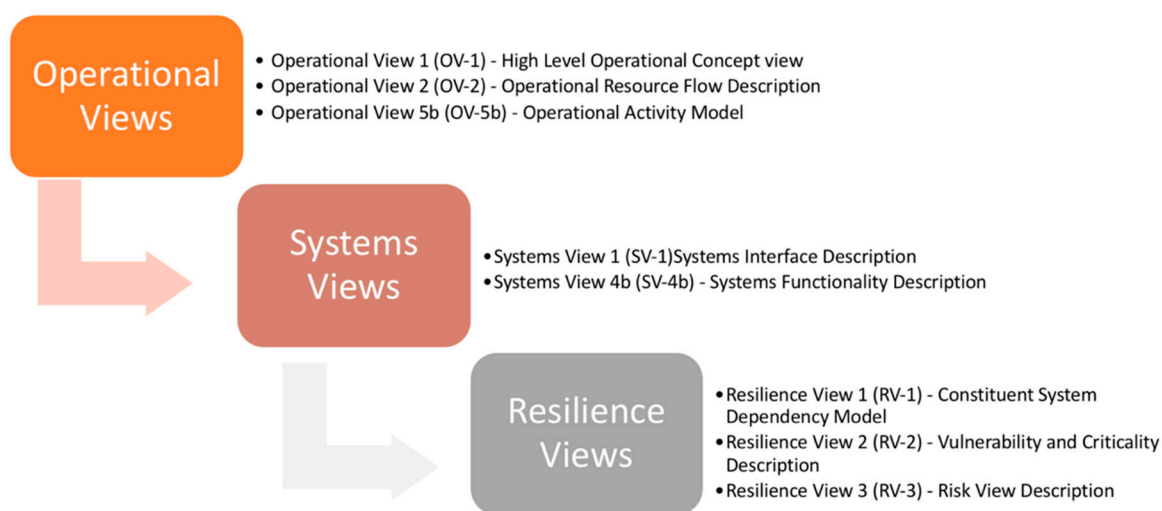 Operational
Views
• Operational View 1 (OV-1) - High Level Operational Concept view
• Operational View 2 (OV-2) - Operational Resource Flow Description
• Operational View 5b (OV-5b) - Operational Activity Model
Systems
Views
•Systems View 1 (SV-1)Systems Interface Description
•Systems View 4b (SV-4b) - Systems Functionality Description
Resilience
Views
•Resilience View 1 (RV-1) - Constituent System
Dependency Model
•Resilience View 2 (RV-2) - Vulnerability and Criticality
Description
•Resilience View 3 (RV-3) - Risk View Description